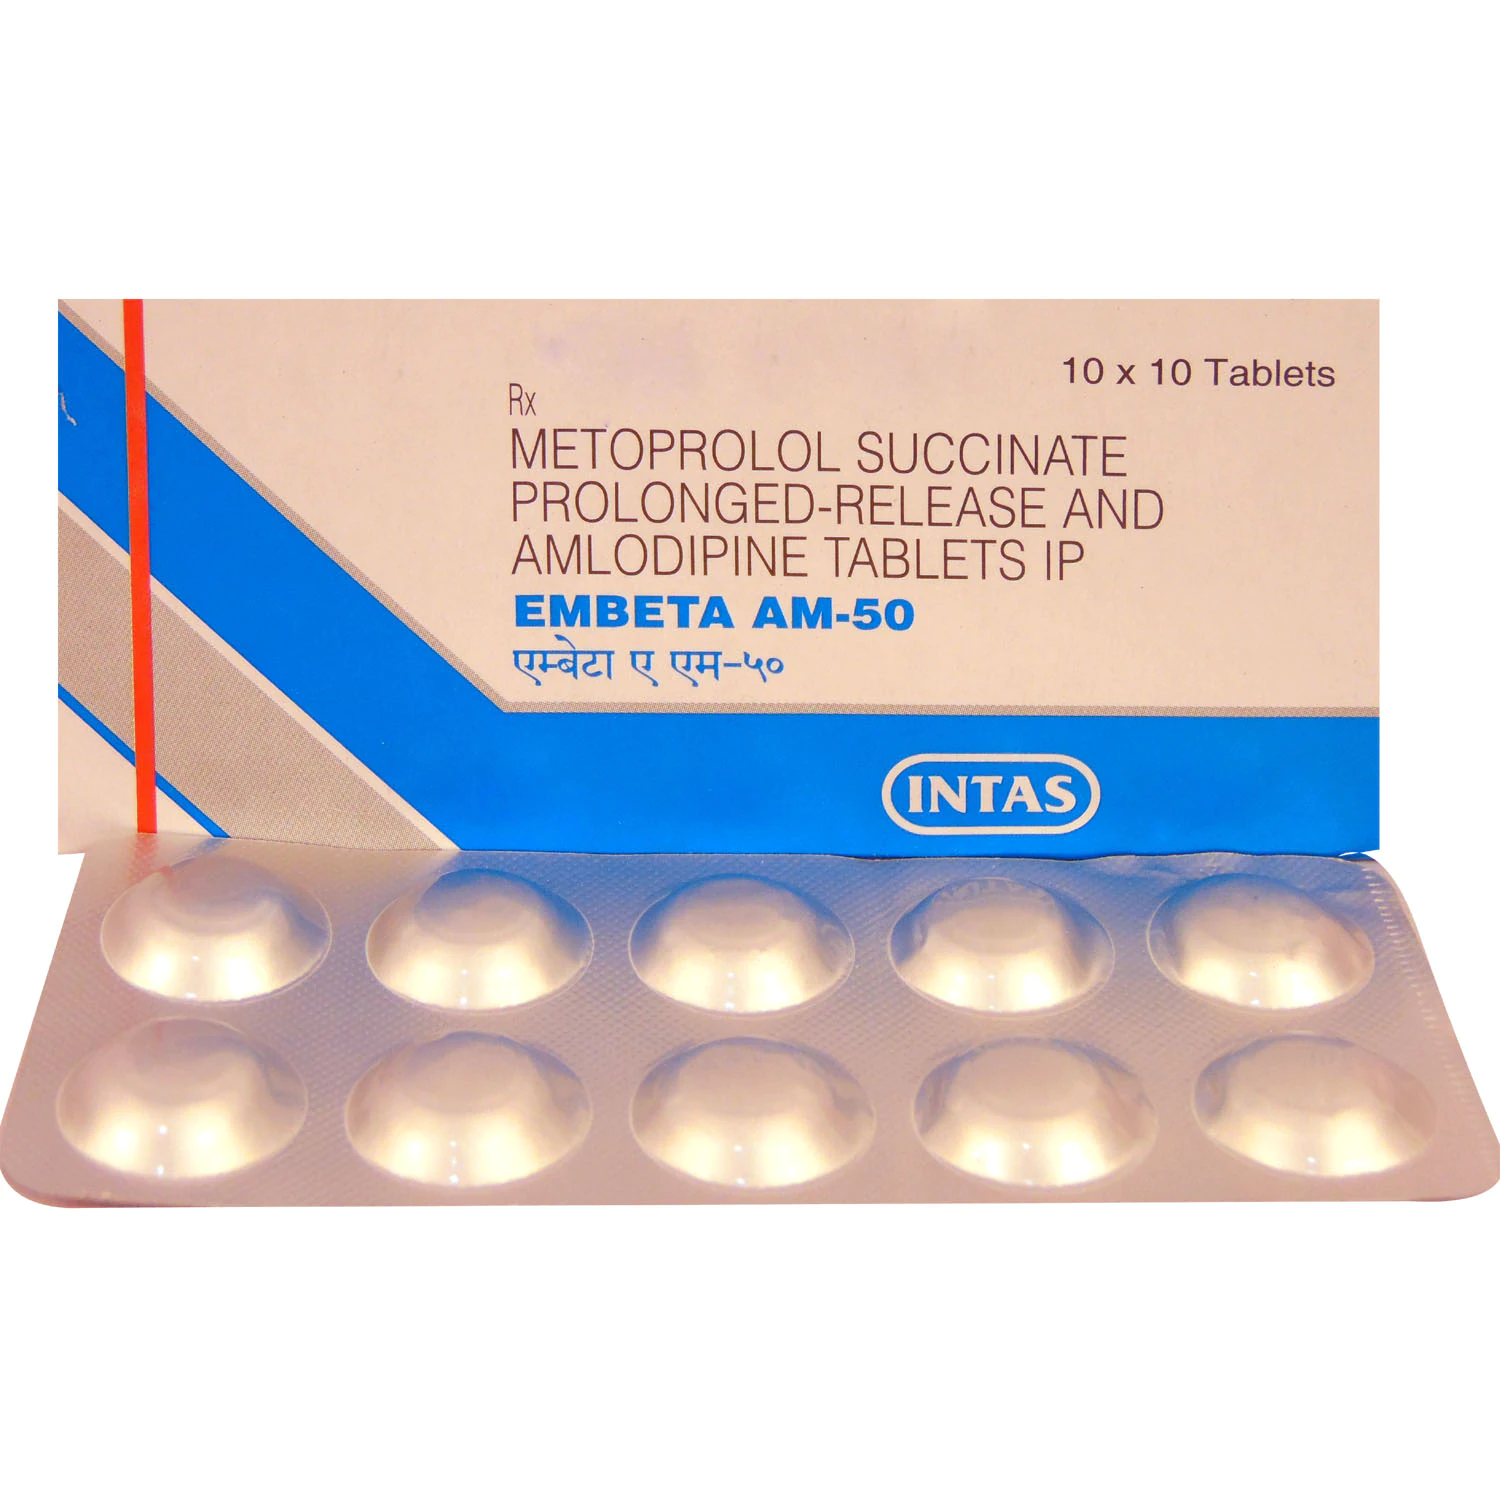 10 x 10 Tablets
Rx
METOPROLOL SUCCINATE
PROLONGED-RELEASE AND
AMLODIPINE TABLETS IP
EMBETA AM-50
एम्बेटा ए एम-५०
INTAS